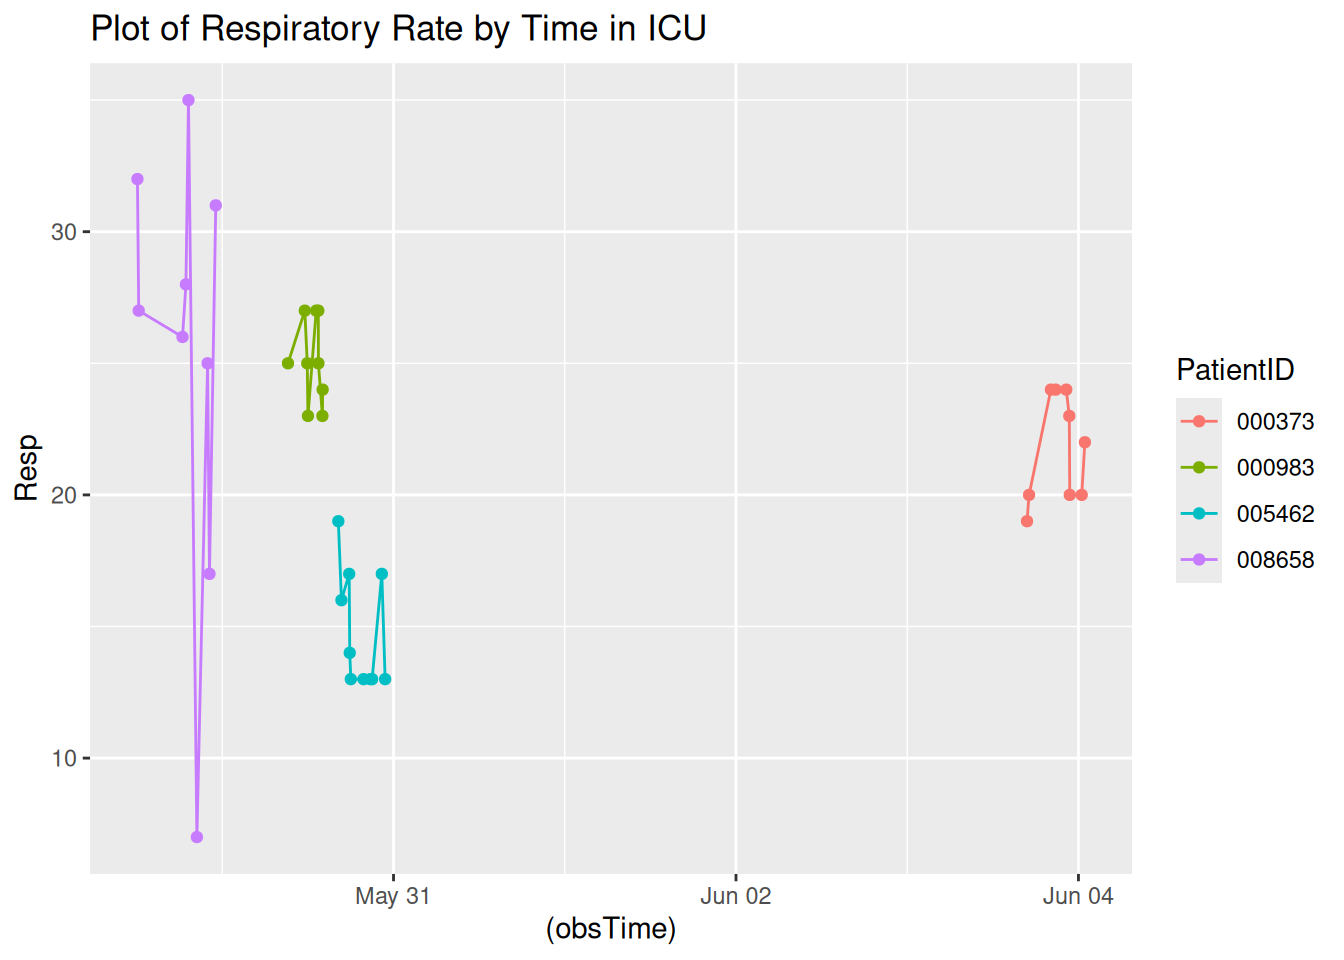 Plot of Respiratory Rate by Time in ICU
Resp
30
20
10
May 31
Jun 02
Jun 04
(obsTime)
PatientID
000373
000983
005462
008658